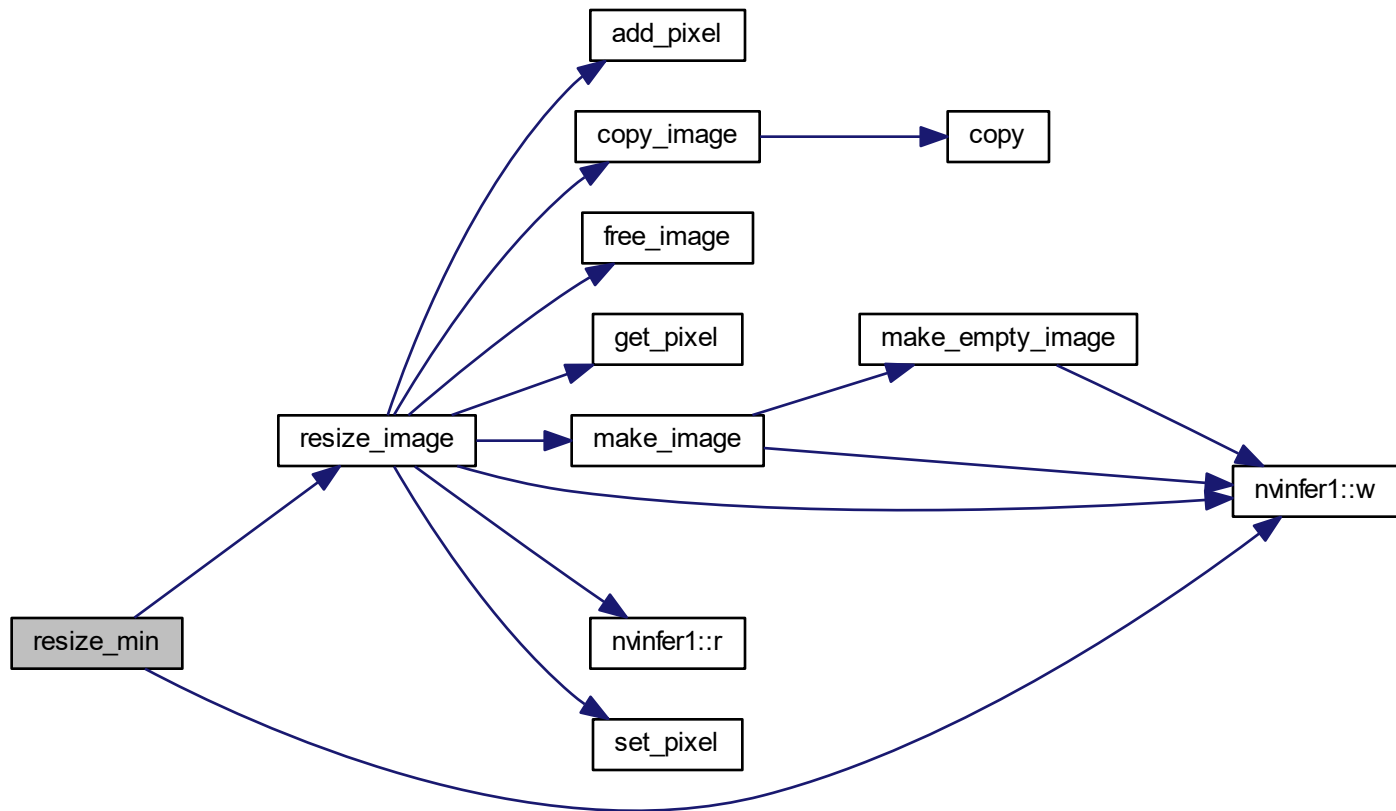 add_pixel
copy_image
copy
free_image
get_pixel
make_empty_image
resize_image
make_image
nvinfer1::w
resize_min
nvinfer1::r
set_pixel